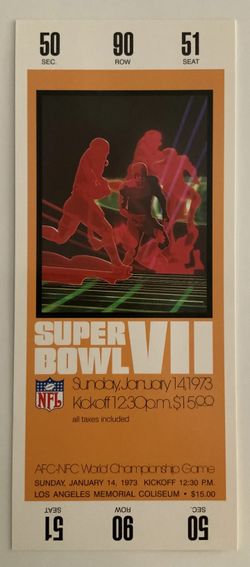 50 90 51
SEC. ROW SEAT
SUPER
BOWL VII
NFL
Sunday, January 14, 1973
Kickoff 12:30 p.m. $15.00
all taxes included
AFC-NFC World Championship Game
SUNDAY, JANUARY 14, 1973 KICKOFF 12:30 P.M.
LOS ANGELES MEMORIAL COLISEUM • $15.00
SEAT ROW SEC.
51 90 50